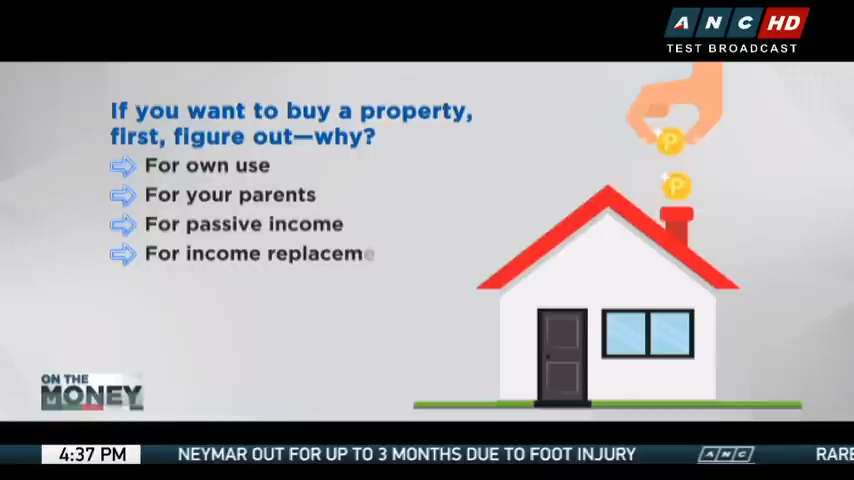 ANC HD
TEST BROADCAST
If you want to buy a property,
first, figure out—why?
For own use
For your parents
For passive income
For income replaceme
P
P
ON THE
MONEY
4:37 PM
NEYMAR OUT FOR UP TO 3 MONTHS DUE TO FOOT INJURY
ANC
RARE